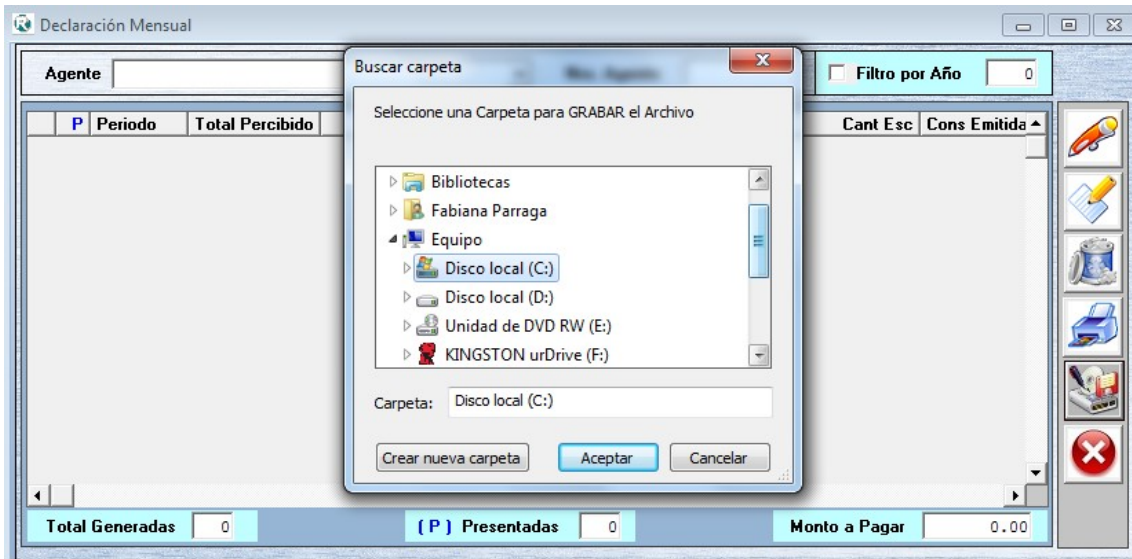 Declaración Mensual
Agente
Buscar carpeta
Nro. Agente
Filtro por Año 0
Seleccione una Carpeta para GRABAR el Archivo
P Periodo Total Percibido Cant Esc Cons Emitida
Bibliotecas
Fabiana Parraga
Equipo
Disco local (C:)
Disco local (D:)
Unidad de DVD RW (E:)
KINGSTON urDrive (F:)
Carpeta: Disco local (C:)
Crear nueva carpeta Aceptar Cancelar
Total Generadas 0 ( P ) Presentadas 0 Monto a Pagar 0.00